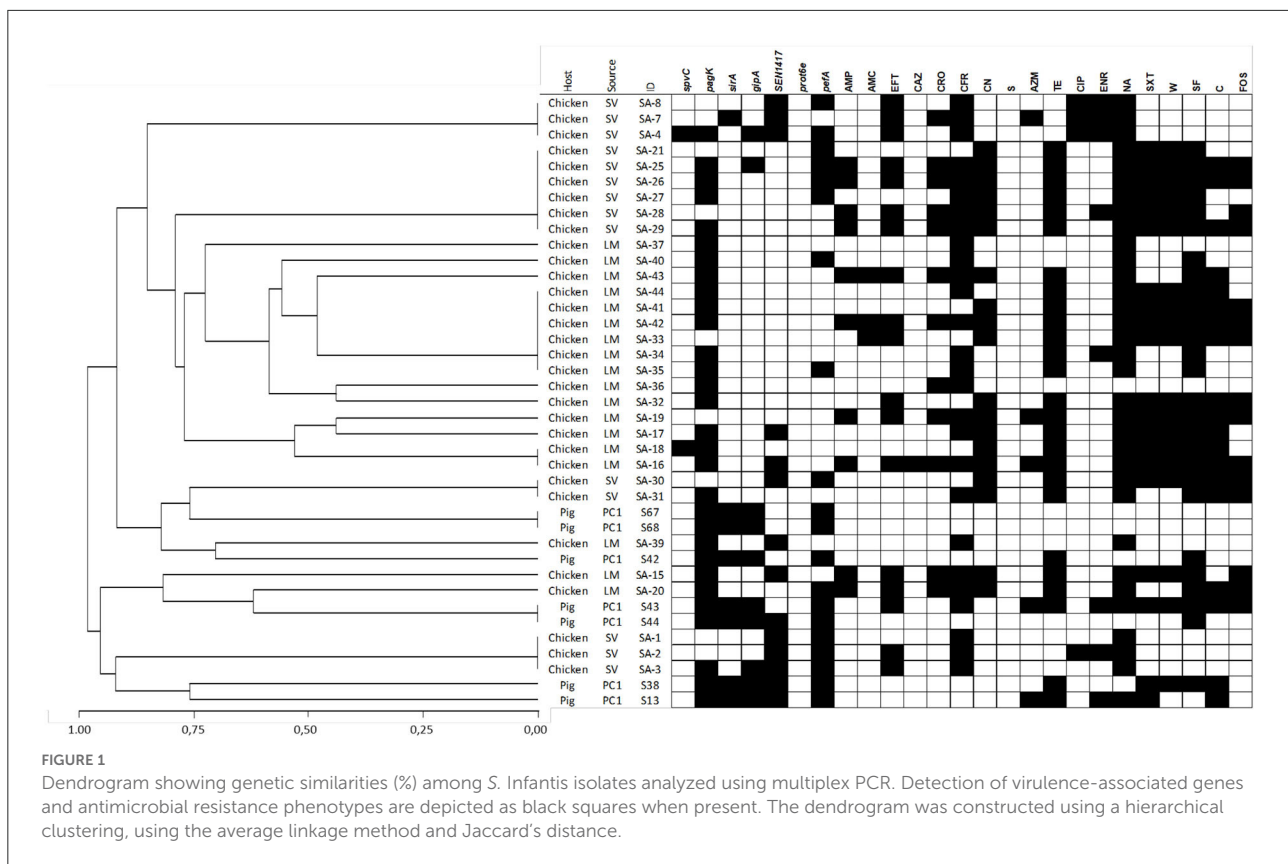 Host Source ID spvC pagK sirA gipA SEN1417 prot6e pefA AMP AMC EFT CAZ CRO CFR CN S AZM TE CIP ENR NA SXT W SF C FOS
Chicken SV SA-8
Chicken SV SA-7
Chicken SV SA-4
Chicken SV SA-21
Chicken SV SA-25
Chicken SV SA-26
Chicken SV SA-27
Chicken SV SA-28
Chicken SV SA-29
Chicken LM SA-37
Chicken LM SA-40
Chicken LM SA-43
Chicken LM SA-44
Chicken LM SA-41
Chicken LM SA-42
Chicken LM SA-33
Chicken LM SA-34
Chicken LM SA-35
Chicken LM SA-36
Chicken LM SA-32
Chicken LM SA-19
Chicken LM SA-17
Chicken LM SA-18
Chicken LM SA-16
Chicken SV SA-30
Chicken SV SA-31
Pig PC1 S67
Pig PC1 S68
Chicken LM SA-39
Pig PC1 S42
Chicken LM SA-15
Chicken LM SA-20
Pig PC1 S43
Pig PC1 S44
Chicken SV SA-1
Chicken SV SA-2
Chicken SV SA-3
Pig PC1 S38
Pig PC1 S13
1.00 0,75 0,50 0,25 0,00
FIGURE 1
Dendrogram showing genetic similarities (%) among S. Infantis isolates analyzed using multiplex PCR. Detection of virulence-associated genes
and antimicrobial resistance phenotypes are depicted as black squares when present. The dendrogram was constructed using a hierarchical
clustering, using the average linkage method and Jaccard's distance.